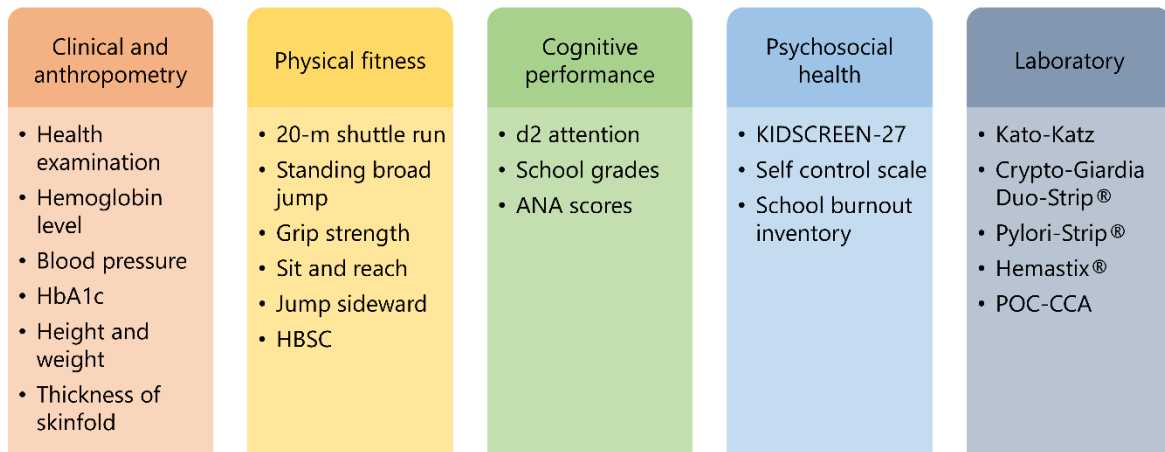 Clinical and
anthropometry
• Health
examination
• Hemoglobin
level
• Blood pressure
• HbA1c
• Height and
weight
• Thickness of
skinfold
Physical fitness
• 20-m shuttle run
• Standing broad
jump
• Grip strength
• Sit and reach
• Jump sideward
• HBSC
Cognitive
performance
• d2 attention
• School grades
• ANA scores
Psychosocial
health
• KIDSCREEN-27
• Self control scale
• School burnout
inventory
Laboratory
• Kato-Katz
• Crypto-Giardia
Duo-Strip®
• Pylori-Strip®
• Hemastix®
• POC-CCA